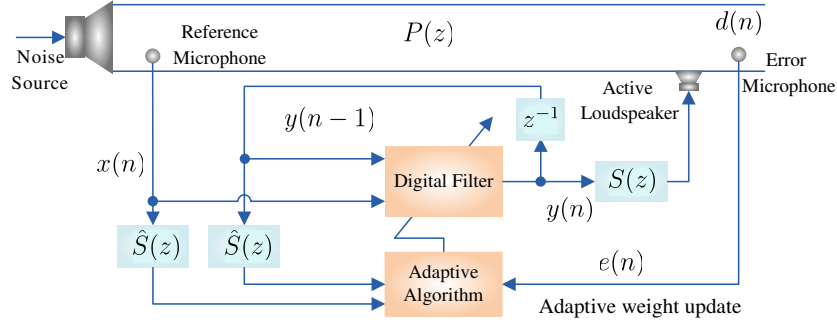 P(z)
d(n)
Noise
Source
Reference
Microphone
Error
Microphone
Active
Loudspeaker
y(n − 1)
z⁻¹
x(n)
Digital Filter
S(z)
y(n)
Ŝ(z)
Ŝ(z)
Adaptive
Algorithm
e(n)
Adaptive weight update